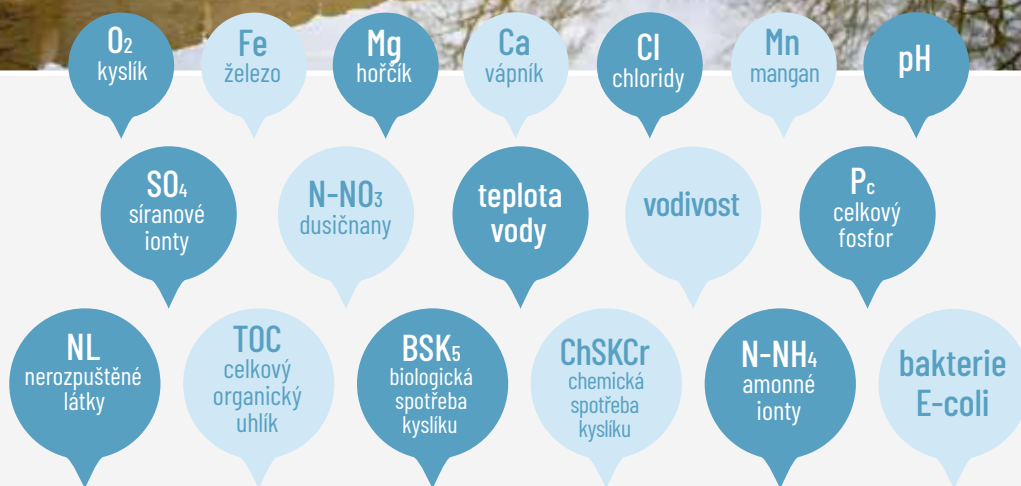 O₂
kyslík
Fe
železo
Mg
hořčík
Ca
vápník
Cl
chloridy
Mn
mangan
pH
SO₄
síranové
ionty
N-NO₃
dusičnany
teplota
vody
vodivost
Pc
celkový
fosfor
NL
nerozpuštěné
látky
TOC
celkový
organický
uhlík
BSK₅
biologická
spotřeba
kyslíku
ChSKCr
chemická
spotřeba
kyslíku
N-NH₄
amonné
ionty
bakterie
E-coli